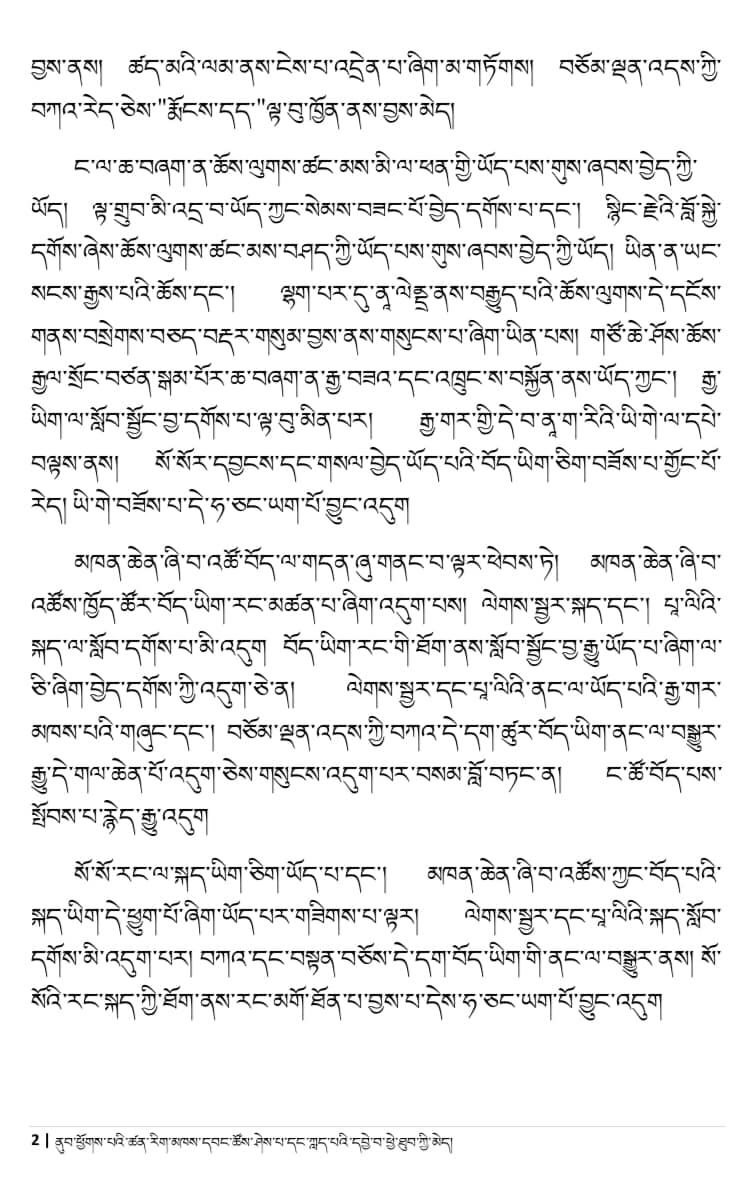 བྱས་ནས། ཚད་མའི་ལམ་ནས་ངེས་པ་འདྲེན་པ་ཞིག་མ་གཏོགས། བཅོམ་ལྡན་འདས་ཀྱི་
བཀའ་རེད་ཅེས་"རྨོངས་དད་"ལྟ་བུ་ཁྱོན་ནས་བྱས་མེད།
ང་ལ་ཆ་བཞག་ན་ཆོས་ལུགས་ཚང་མས་མི་ལ་ཕན་གྱི་ཡོད་པས་གུས་ཞབས་བྱེད་ཀྱི་
ཡོད། ལྟ་གྲུབ་མི་འདྲ་བ་ཡོད་ཀྱང་སེམས་བཟང་པོ་བྱེད་དགོས་པ་དང་། སྙིང་རྗེའི་བློ་སྐྱེ་
དགོས་ཞེས་ཆོས་ལུགས་ཚང་མས་བཤད་ཀྱི་ཡོད་པས་གུས་ཞབས་བྱེད་ཀྱི་ཡོད། ཡིན་ན་ཡང་
སངས་རྒྱས་པའི་ཆོས་དང་། ལྷག་པར་དུ་ནཱ་ལེནྡྲ་ནས་བརྒྱུད་པའི་ཆོས་ལུགས་དེ་དངོས་
གནས་བསྲེགས་བཅད་བརྡར་གསུམ་བྱས་ནས་གསུངས་པ་ཞིག་ཡིན་པས། གཙོ་ཆེ་ཤོས་ཆོས་
རྒྱལ་སྲོང་བཙན་སྒམ་པོར་ཆ་བཞག་ན་རྒྱ་བཟའ་དང་འཁྲུངས་བསྐྱོན་ནས་ཡོད་ཀྱང་། རྒྱ་
ཡིག་ལ་སློབ་སྦྱོང་བྱ་དགོས་པ་ལྟ་བུ་མིན་པར། རྒྱ་གར་གྱི་དེ་བ་ནཱ་ག་རིའི་ཡི་གེ་ལ་དཔེ་
བལྟས་ནས། སོ་སོར་དབྱངས་དང་གསལ་བྱེད་ཡོད་པའི་བོད་ཡིག་ཅིག་བཟོས་པ་གྱོང་པོ་
རེད། ཡི་གེ་བཟོས་པ་དེ་ཧ་ཅང་ཡག་པོ་བྱུང་འདུག
མཁན་ཆེན་ཞི་བ་འཚོ་བོད་ལ་གདན་ཞུ་གནང་བ་ལྟར་ཕེབས་ཏེ། མཁན་ཆེན་ཞི་བ་
འཚོས་ཁྱོད་ཚོར་བོད་ཡིག་རང་མཚན་པ་ཞིག་འདུག་པས། ལེགས་སྦྱར་སྐད་དང་། པཱ་ལིའི་
སྐད་ལ་སློབ་དགོས་པ་མི་འདུག བོད་ཡིག་རང་གི་ཐོག་ནས་སློབ་སྦྱོང་བྱ་རྒྱུ་ཡོད་པ་ཞིག་ལ་
ཅི་ཞིག་བྱེད་དགོས་ཀྱི་འདུག་ཅེ་ན། ལེགས་སྦྱར་དང་པཱ་ལིའི་ནང་ལ་ཡོད་པའི་རྒྱ་གར་
མཁས་པའི་གཞུང་དང་། བཅོམ་ལྡན་འདས་ཀྱི་བཀའ་དེ་དག་ཚུར་བོད་ཡིག་ནང་ལ་བསྒྱུར་
རྒྱུ་དེ་གལ་ཆེན་པོ་འདུག་ཅེས་གསུངས་འདུག་པར་བསམ་བློ་བཏང་ན། ང་ཚོ་བོད་པས་
སྤོབས་པ་རྙེད་རྒྱུ་འདུག
སོ་སོ་རང་ལ་སྐད་ཡིག་ཅིག་ཡོད་པ་དང་། མཁན་ཆེན་ཞི་བ་འཚོས་ཀྱང་བོད་པའི་
སྐད་ཡིག་དེ་ཕྱུག་པོ་ཞིག་ཡོད་པར་གཟིགས་པ་ལྟར། ལེགས་སྦྱར་དང་པཱ་ལིའི་སྐད་སློབ་
དགོས་མི་འདུག་པར། བཀའ་དང་བསྟན་བཅོས་དེ་དག་བོད་ཡིག་གི་ནང་ལ་བསྒྱུར་ནས། སོ་
སོའི་རང་སྐད་ཀྱི་ཐོག་ནས་རང་མགོ་ཐོན་པ་བྱས་པ་དེས་ཧ་ཅང་ཡག་པོ་བྱུང་འདུག
2 | ནུབ་ཕྱོགས་པའི་ཚན་རིག་མཁས་དབང་ཚོས་ཤེས་པ་དང་ཀླད་པའི་དབྱེ་བ་ཕྱེ་ཐུབ་ཀྱི་མེད།